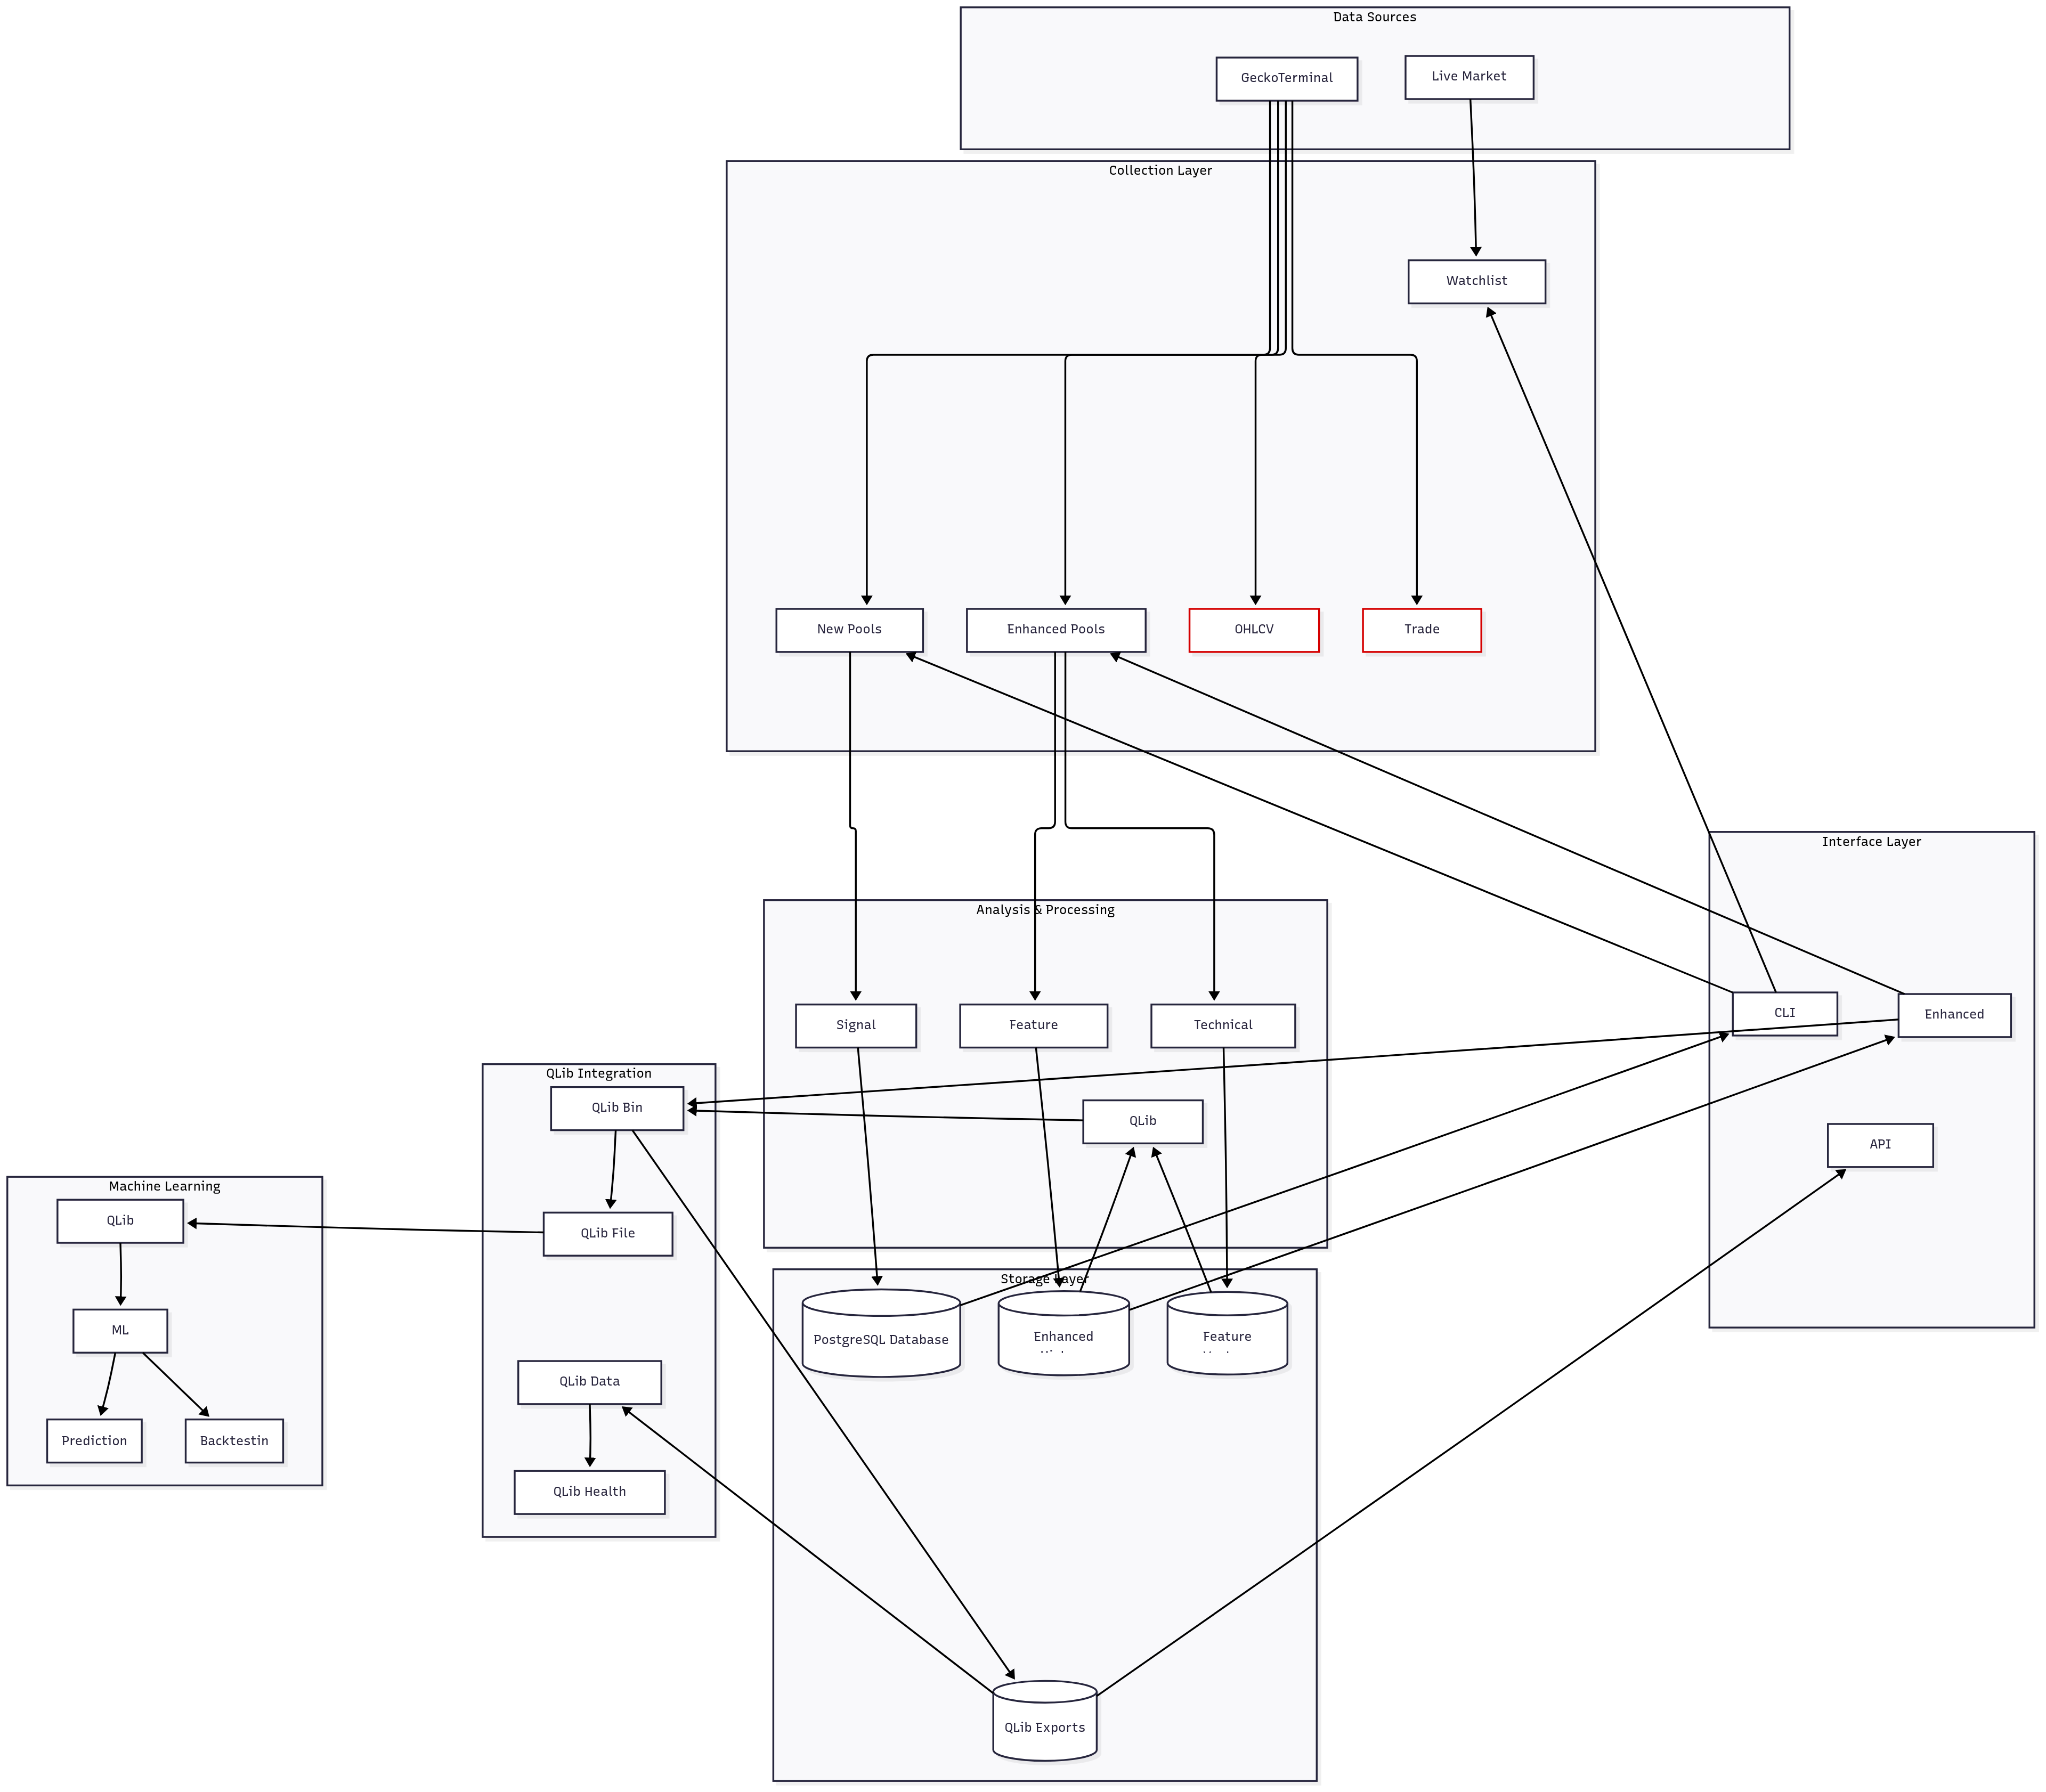 Data Sources
GeckoTerminal
Live Market
Collection Layer
Watchlist
New Pools
Enhanced Pools
OHLCV
Trade
Interface Layer
CLI
Enhanced
API
Analysis & Processing
Signal
Feature
Technical
QLib
QLib Integration
QLib Bin
QLib File
QLib Data
QLib Health
Machine Learning
QLib
ML
Prediction
Backtestin
Storage Layer
PostgreSQL Database
Enhanced
Feature
QLib Exports